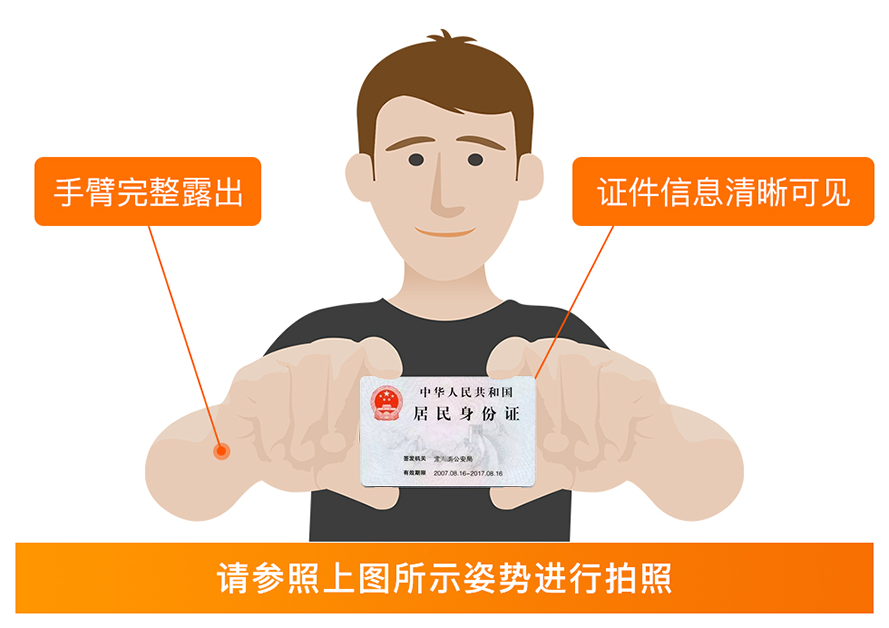 手臂完整露出
证件信息清晰可见
中华人民共和国
居民身份证
签发机关 公安局
有效期限 2007.08.16-2017.08.16
请参照上图所示姿势进行拍照